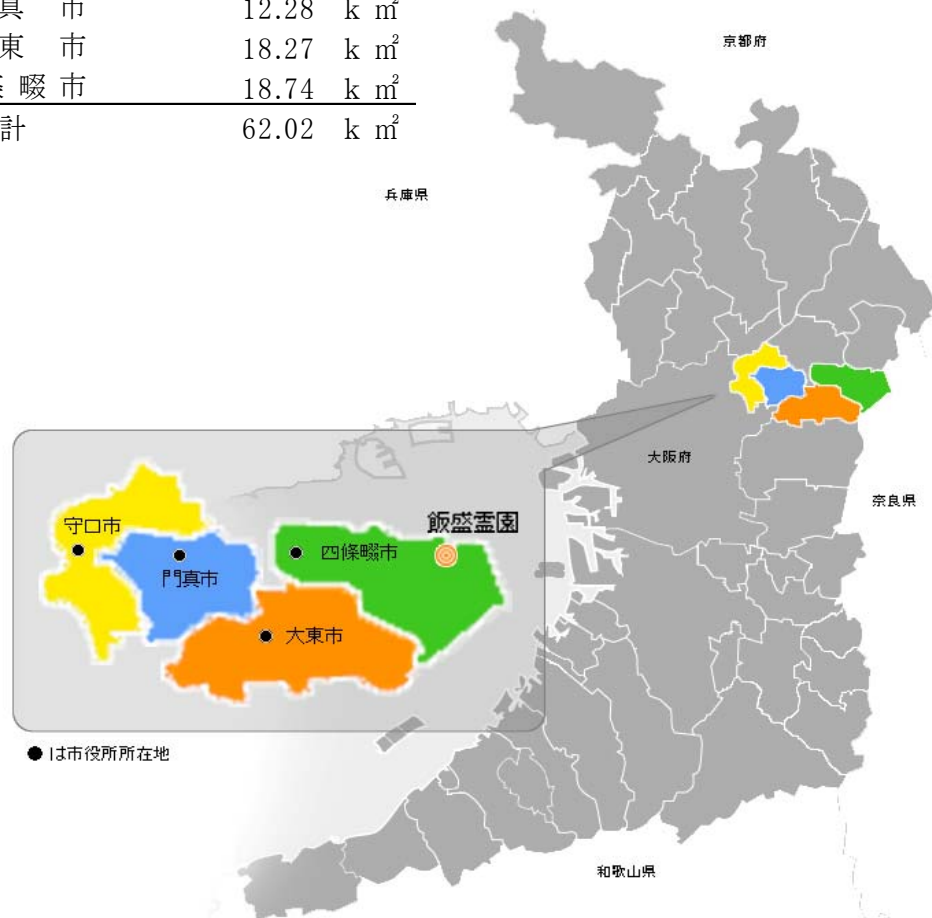 真 市 12.28 k㎡
東 市 18.27 k㎡
畷 市 18.74 k㎡
計 62.02 k㎡
京都府
兵庫県
大阪府
奈良県
飯盛霊園
守口市
四條畷市
門真市
大東市
●は市役所所在地
和歌山県